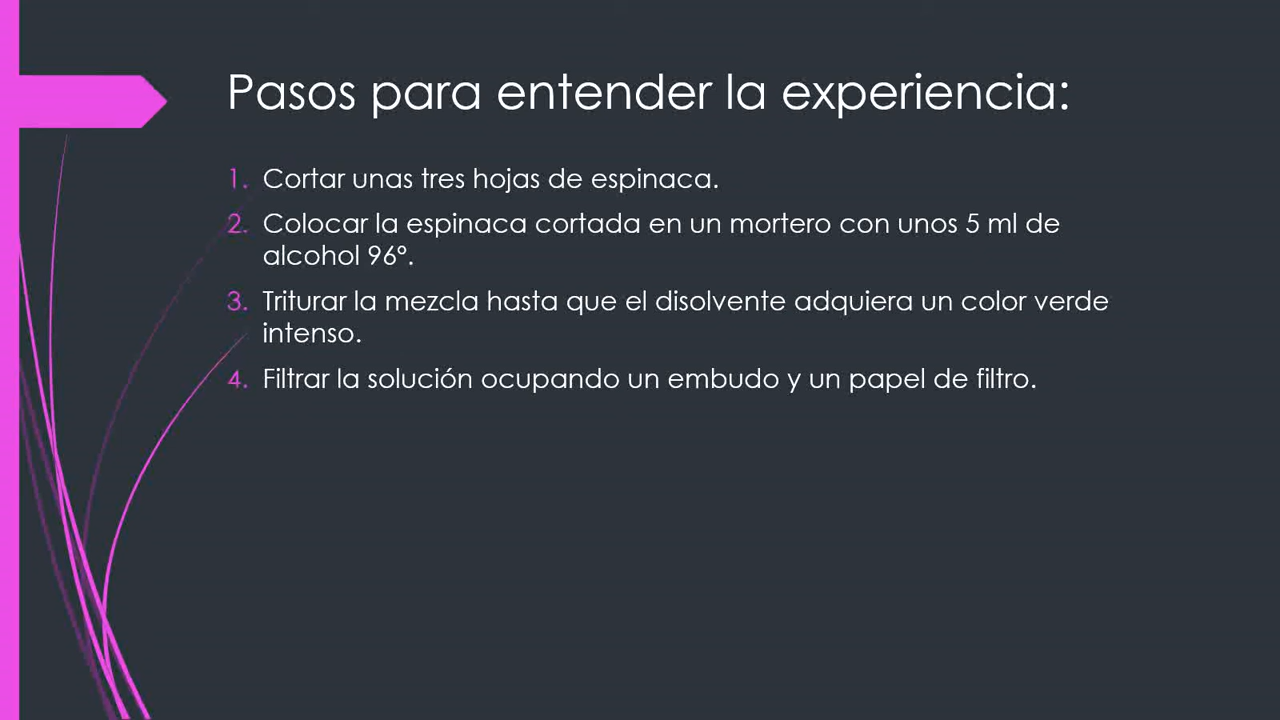 Pasos para entender la experiencia:
1. Cortar unas tres hojas de espinaca.
2. Colocar la espinaca cortada en un mortero con unos 5 ml de
alcohol 96º.
3. Triturar la mezcla hasta que el disolvente adquiera un color verde
intenso.
4. Filtrar la solución ocupando un embudo y un papel de filtro.